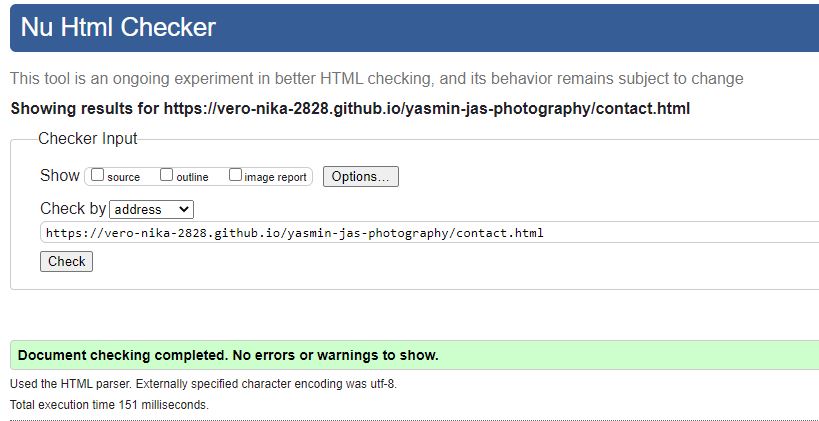 Nu Html Checker
This tool is an ongoing experiment in better HTML checking, and its behavior remains subject to change
Showing results for https://vero-nika-2828.github.io/yasmin-jas-photography/contact.html
Checker Input
Show source outline image report Options...
Check by address
https://vero-nika-2828.github.io/yasmin-jas-photography/contact.html
Check
Document checking completed. No errors or warnings to show.
Used the HTML parser. Externally specified character encoding was utf-8.
Total execution time 151 milliseconds.